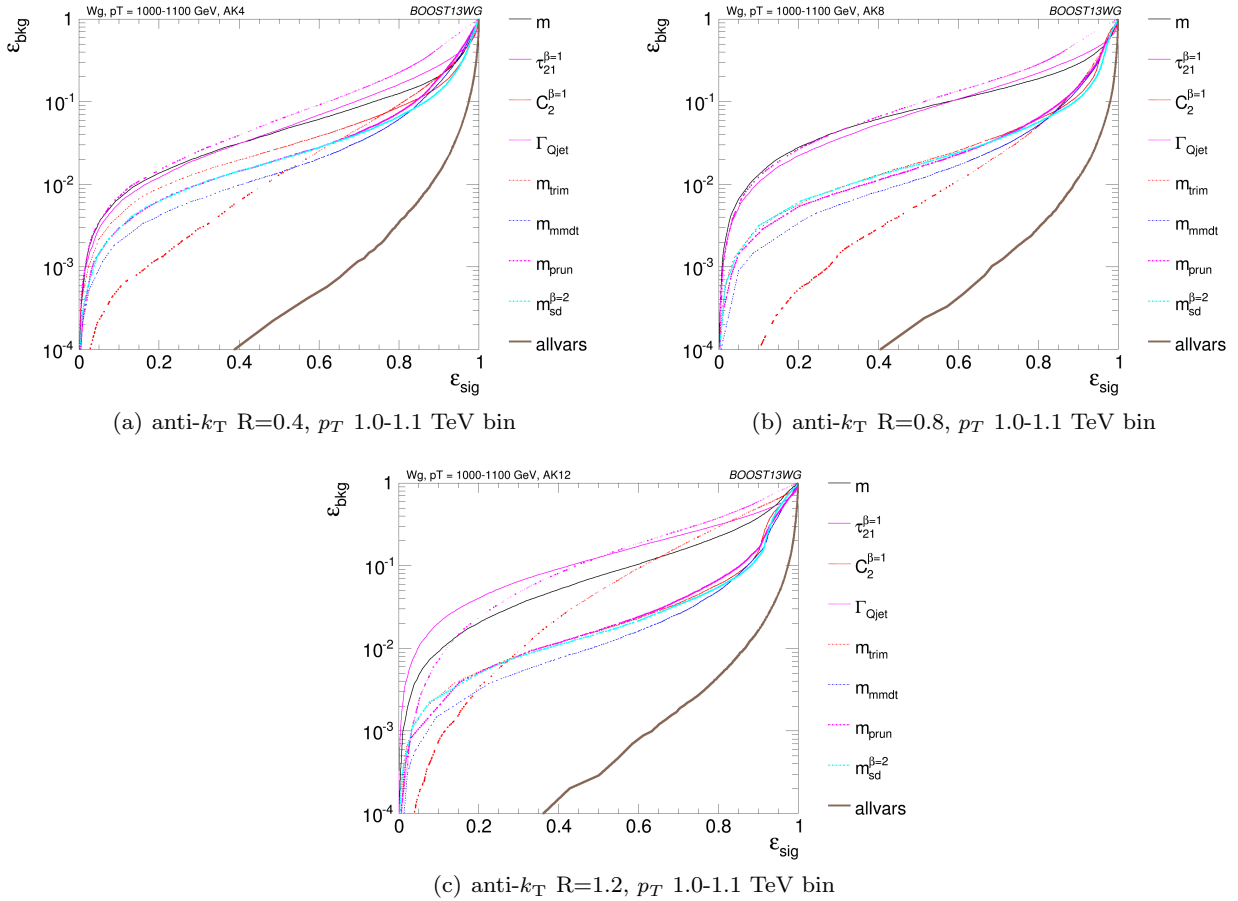 Wg, pT = 1000-1100 GeV, AK4 BOOST13WG
ε_bkg
1
10^-1
10^-2
10^-3
10^-4
0 0.2 0.4 0.6 0.8 1
ε_sig
m
τ_21^β=1
C_2^β=1
Γ_Qjet
m_trim
m_mmdt
m_prun
m_sd^β=2
allvars
(a) anti-k_T R=0.4, p_T 1.0-1.1 TeV bin
Wg, pT = 1000-1100 GeV, AK8 BOOST13WG
ε_bkg
1
10^-1
10^-2
10^-3
10^-4
0 0.2 0.4 0.6 0.8 1
ε_sig
m
τ_21^β=1
C_2^β=1
Γ_Qjet
m_trim
m_mmdt
m_prun
m_sd^β=2
allvars
(b) anti-k_T R=0.8, p_T 1.0-1.1 TeV bin
Wg, pT = 1000-1100 GeV, AK12 BOOST13WG
ε_bkg
1
10^-1
10^-2
10^-3
10^-4
0 0.2 0.4 0.6 0.8 1
ε_sig
m
τ_21^β=1
C_2^β=1
Γ_Qjet
m_trim
m_mmdt
m_prun
m_sd^β=2
allvars
(c) anti-k_T R=1.2, p_T 1.0-1.1 TeV bin